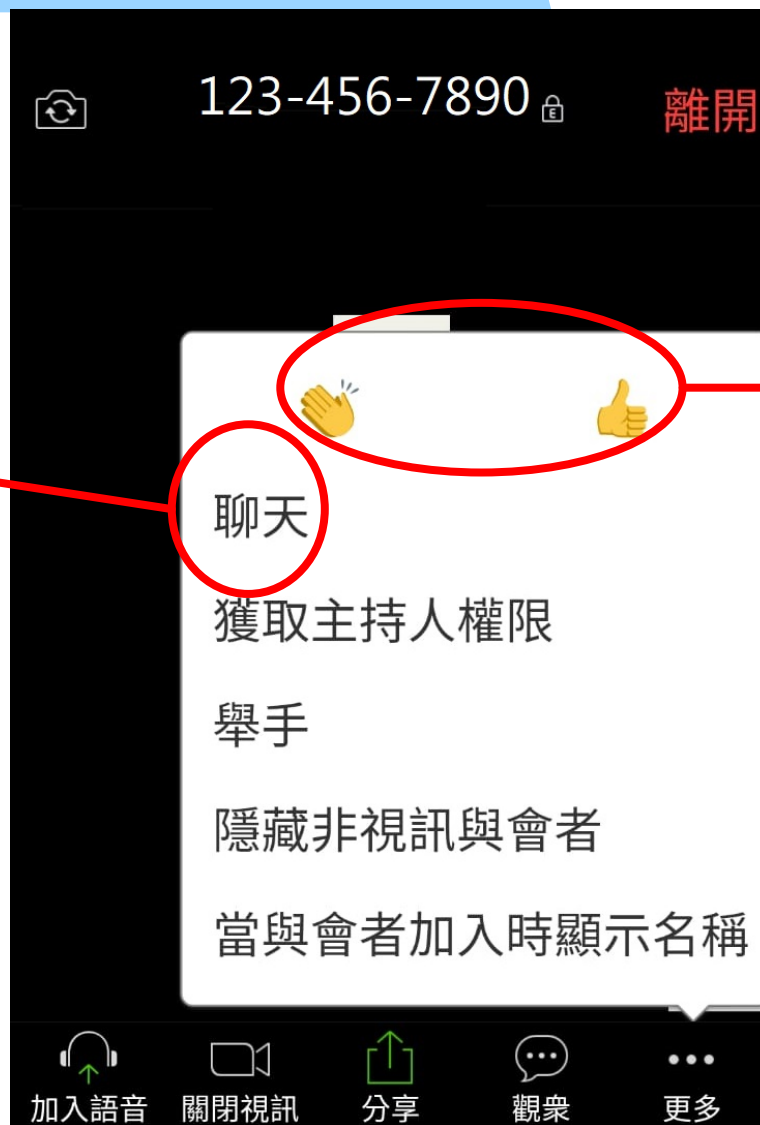 123-456-7890
離開
聊天
獲取主持人權限
舉手
隱藏非視訊與會者
當與會者加入時顯示名稱
加入語音
關閉視訊
分享
觀衆
更多